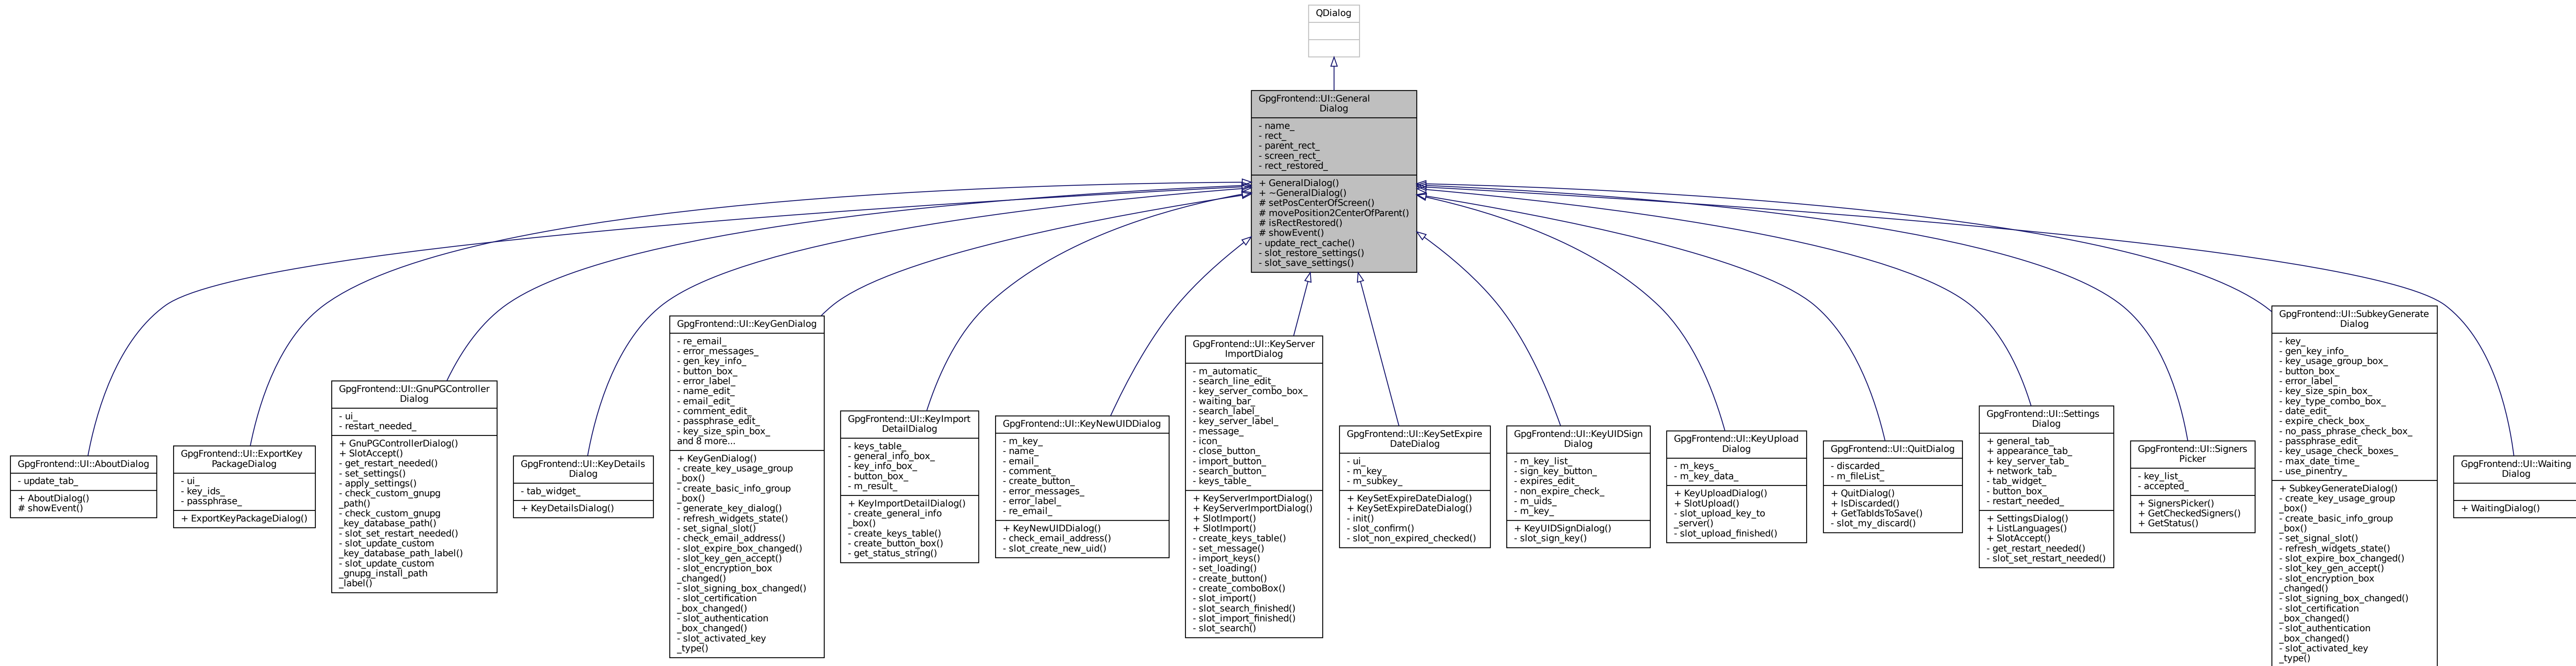 QDialog
GpgFrontend::UI::General
Dialog
- name_
- rect_
- parent_rect_
- screen_rect_
- rect_restored_
+ GeneralDialog()
+ ~GeneralDialog()
# setPosCenterOfScreen()
# movePosition2CenterOfParent()
# isRectRestored()
# showEvent()
- update_rect_cache()
- slot_restore_settings()
- slot_save_settings()
GpgFrontend::UI::AboutDialog
- update_tab_
+ AboutDialog()
# showEvent()
GpgFrontend::UI::ExportKey
PackageDialog
- ui_
- key_ids_
- passphrase_
+ ExportKeyPackageDialog()
GpgFrontend::UI::GnuPGController
Dialog
- ui_
- restart_needed_
+ GnuPGControllerDialog()
+ SlotAccept()
- get_restart_needed()
- set_settings()
- apply_settings()
- check_custom_gnupg
_path()
- check_custom_gnupg
_key_database_path()
- slot_set_restart_needed()
- slot_update_custom
_key_database_path_label()
- slot_update_custom
_gnupg_install_path
_label()
GpgFrontend::UI::KeyDetails
Dialog
- tab_widget_
+ KeyDetailsDialog()
GpgFrontend::UI::KeyGenDialog
- re_email_
- error_messages_
- gen_key_info_
- button_box_
- error_label_
- name_edit_
- email_edit_
- comment_edit_
- passphrase_edit_
- key_size_spin_box_
and 8 more...
+ KeyGenDialog()
- create_key_usage_group
_box()
- create_basic_info_group
_box()
- generate_key_dialog()
- refresh_widgets_state()
- set_signal_slot()
- check_email_address()
- slot_expire_box_changed()
- slot_key_gen_accept()
- slot_encryption_box
_changed()
- slot_signing_box_changed()
- slot_certification
_box_changed()
- slot_authentication
_box_changed()
- slot_activated_key
_type()
GpgFrontend::UI::KeyImport
DetailDialog
- keys_table_
- general_info_box_
- key_info_box_
- button_box_
- m_result_
+ KeyImportDetailDialog()
- create_general_info
_box()
- create_keys_table()
- create_button_box()
- get_status_string()
GpgFrontend::UI::KeyNewUIDDialog
- m_key_
- name_
- email_
- comment_
- create_button_
- error_messages_
- error_label_
- re_email_
+ KeyNewUIDDialog()
- check_email_address()
- slot_create_new_uid()
GpgFrontend::UI::KeyServer
ImportDialog
- m_automatic_
- search_line_edit_
- key_server_combo_box_
- waiting_bar_
- search_label_
- key_server_label_
- message_
- icon_
- close_button_
- import_button_
- search_button_
- keys_table_
+ KeyServerImportDialog()
+ KeyServerImportDialog()
+ SlotImport()
+ SlotImport()
- create_keys_table()
- set_message()
- import_keys()
- set_loading()
- create_button()
- create_comboBox()
- slot_import()
- slot_search_finished()
- slot_import_finished()
- slot_search()
GpgFrontend::UI::KeySetExpire
DateDialog
- ui_
- m_key_
- m_subkey_
+ KeySetExpireDateDialog()
+ KeySetExpireDateDialog()
- init()
- slot_confirm()
- slot_non_expired_checked()
GpgFrontend::UI::KeyUIDSign
Dialog
- m_key_list_
- sign_key_button_
- expires_edit_
- non_expire_check_
- m_uids_
- m_key_
+ KeyUIDSignDialog()
- slot_sign_key()
GpgFrontend::UI::KeyUpload
Dialog
- m_keys_
- m_key_data_
+ KeyUploadDialog()
+ SlotUpload()
- slot_upload_key_to
_server()
- slot_upload_finished()
GpgFrontend::UI::QuitDialog
- discarded_
- m_fileList_
+ QuitDialog()
+ IsDiscarded()
+ GetTabIdsToSave()
- slot_my_discard()
GpgFrontend::UI::Settings
Dialog
+ general_tab_
+ appearance_tab_
+ key_server_tab_
+ network_tab_
- tab_widget_
- button_box_
- restart_needed_
+ SettingsDialog()
+ ListLanguages()
+ SlotAccept()
- get_restart_needed()
- slot_set_restart_needed()
GpgFrontend::UI::Signers
Picker
- key_list_
- accepted_
+ SignersPicker()
+ GetCheckedSigners()
+ GetStatus()
GpgFrontend::UI::SubkeyGenerate
Dialog
- key_
- gen_key_info_
- key_usage_group_box_
- button_box_
- error_label_
- key_size_spin_box_
- key_type_combo_box_
- date_edit_
- expire_check_box_
- no_pass_phrase_check_box_
- passphrase_edit_
- key_usage_check_boxes_
- max_date_time_
- use_pinentry_
+ SubkeyGenerateDialog()
- create_key_usage_group
_box()
- create_basic_info_group
_box()
- set_signal_slot()
- refresh_widgets_state()
- slot_expire_box_changed()
- slot_key_gen_accept()
- slot_encryption_box
_changed()
- slot_signing_box_changed()
- slot_certification
_box_changed()
- slot_authentication
_box_changed()
- slot_activated_key
_type()
GpgFrontend::UI::Waiting
Dialog
+ WaitingDialog()